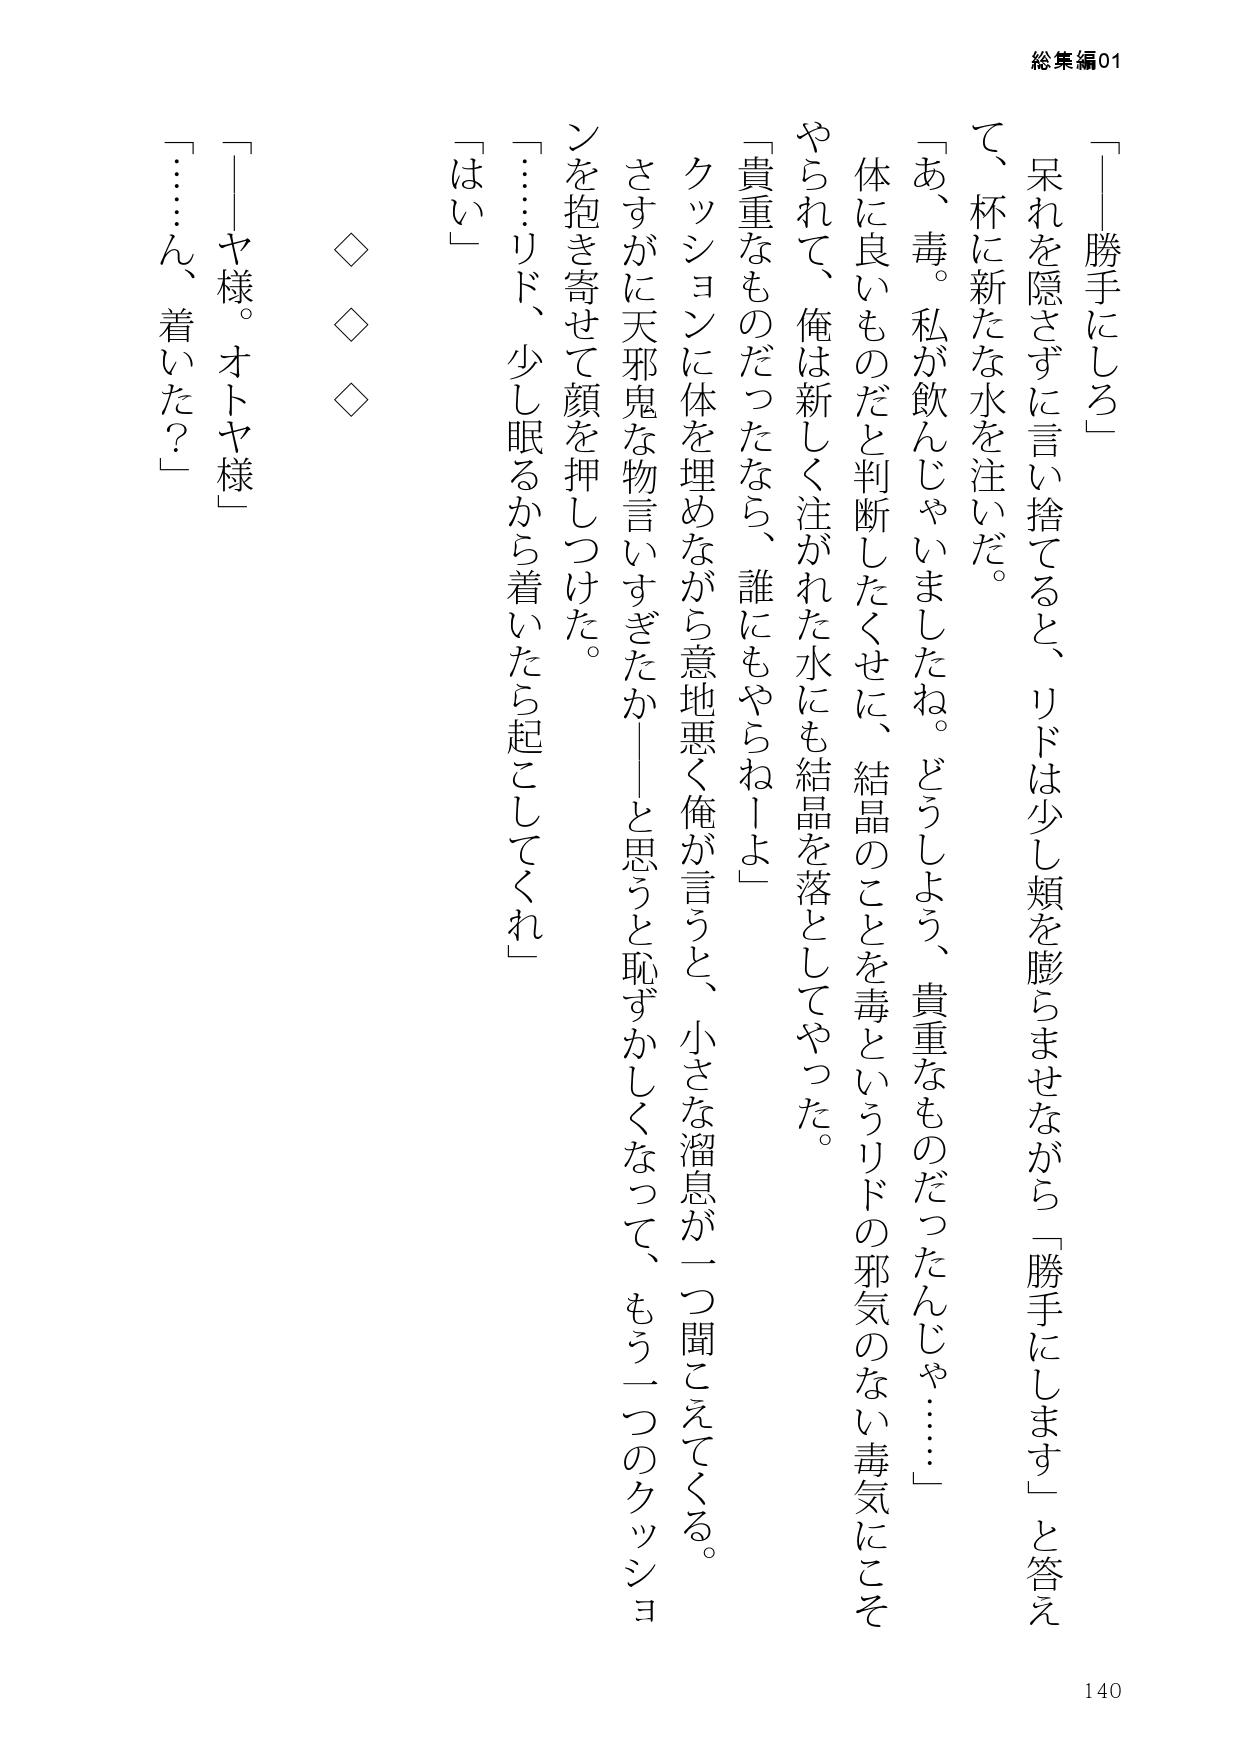 総集編01
「――勝手にしろ」
　呆れを隠さずに言い捨てると、リドは少し頬を膨らませながら「勝手にします」と答え
て、杯に新たな水を注いだ。
「あ、毒。私が飲んじゃいましたね。どうしよう、貴重なものだったんじゃ……」
　体に良いものだと判断したくせに、結晶のことを毒というリドの邪気のない毒気にこそ
やられて、俺は新しく注がれた水にも結晶を落としてやった。
「貴重なものだったなら、誰にもやらねーよ」
　クッションに体を埋めながら意地悪く俺が言うと、小さな溜息が一つ聞こえてくる。
　さすがに天邪鬼な物言いすぎたか――と思うと恥ずかしくなって、もう一つのクッショ
ンを抱き寄せて顔を押しつけた。
「……リド、少し眠るから着いたら起こしてくれ」
「はい」
◇　◇　◇
「――ヤ様。オトヤ様」
「……ん、着いた？」
140